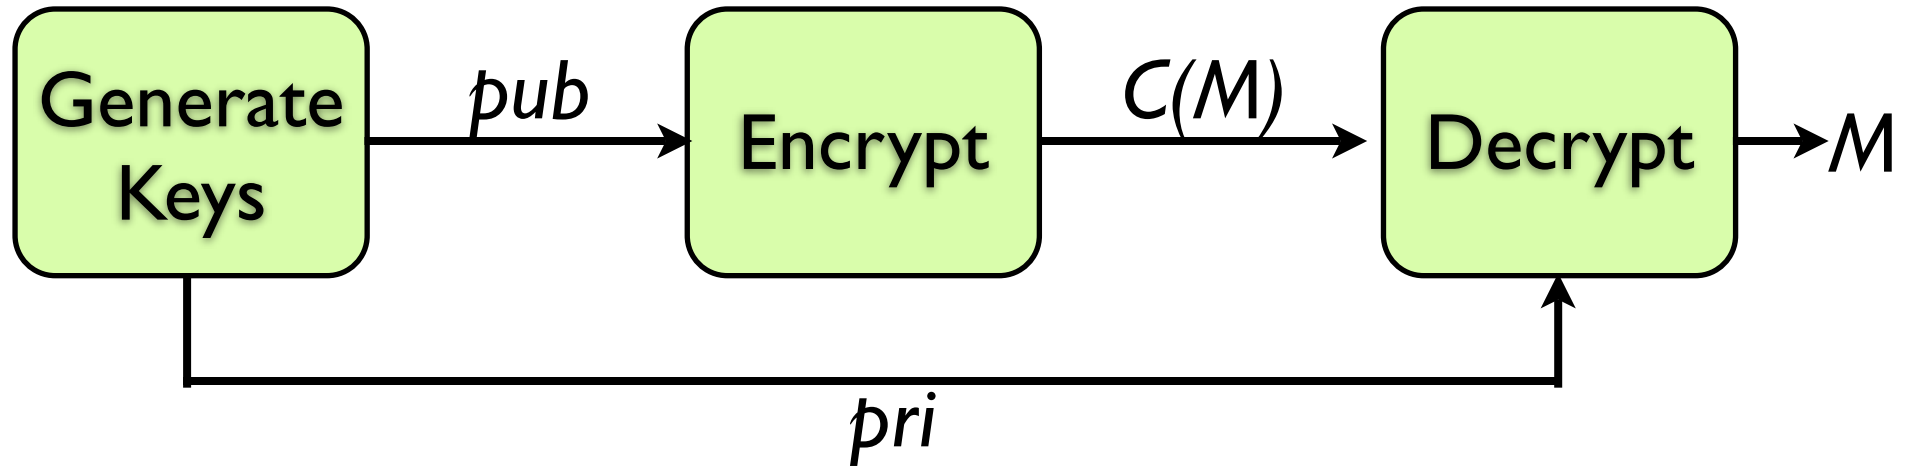 Generate
Keys
pub
Encrypt
C(M)
Decrypt
M
pri